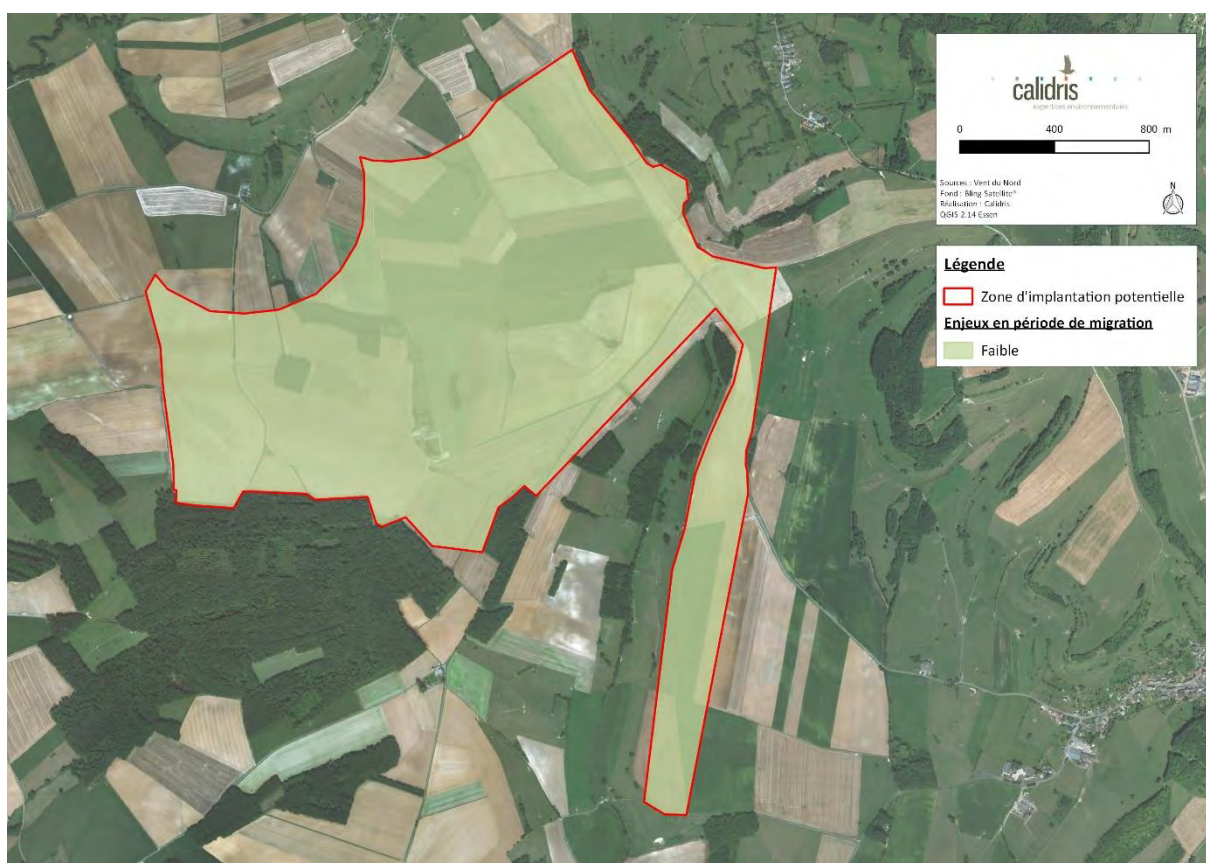 calidris
expertises environnementales
0 400 800 m
Sources : Vent du Nord
Fond : Bling Satellite®
Réalisation : Calidris
QGIS 2.14 Essen
N
Légende
Zone d'implantation potentielle
Enjeux en période de migration
Faible